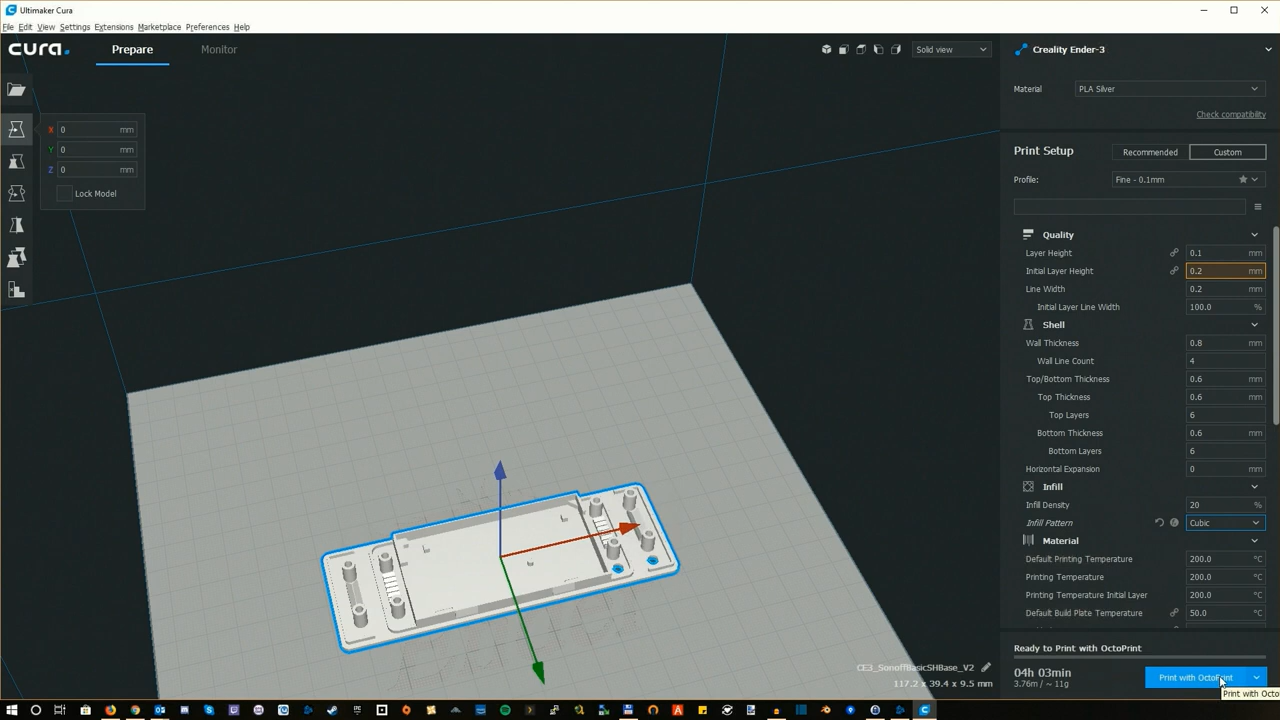 Ultimaker Cura
File Edit View Settings Extensions Marketplace Preferences Help
cura.
Prepare
Monitor
Solid view
Creality Ender-3
Material
PLA Silver
Check compatibility
X 0 mm
Y 0 mm
Z 0 mm
Lock Model
Print Setup
Recommended
Custom
Profile:
Fine - 0.1mm
Quality
Layer Height 0.1 mm
Initial Layer Height 0.2 mm
Line Width 0.2 mm
Initial Layer Line Width 100.0 %
Shell
Wall Thickness 0.8 mm
Wall Line Count 4
Top/Bottom Thickness 0.6 mm
Top Thickness 0.6 mm
Top Layers 6
Bottom Thickness 0.6 mm
Bottom Layers 6
Horizontal Expansion 0 mm
Infill
Infill Density 20 %
Infill Pattern Cubic
Material
Default Printing Temperature 200.0 °C
Printing Temperature 200.0 °C
Printing Temperature Initial Layer 200.0 °C
Default Build Plate Temperature 50.0 °C
Ready to Print with OctoPrint
CE3_SonoffBasicSHBase_V2
117.2 x 39.4 x 9.5 mm
04h 03min
3.76m / ~ 11g
Print with OctoPrint
Print with Octo